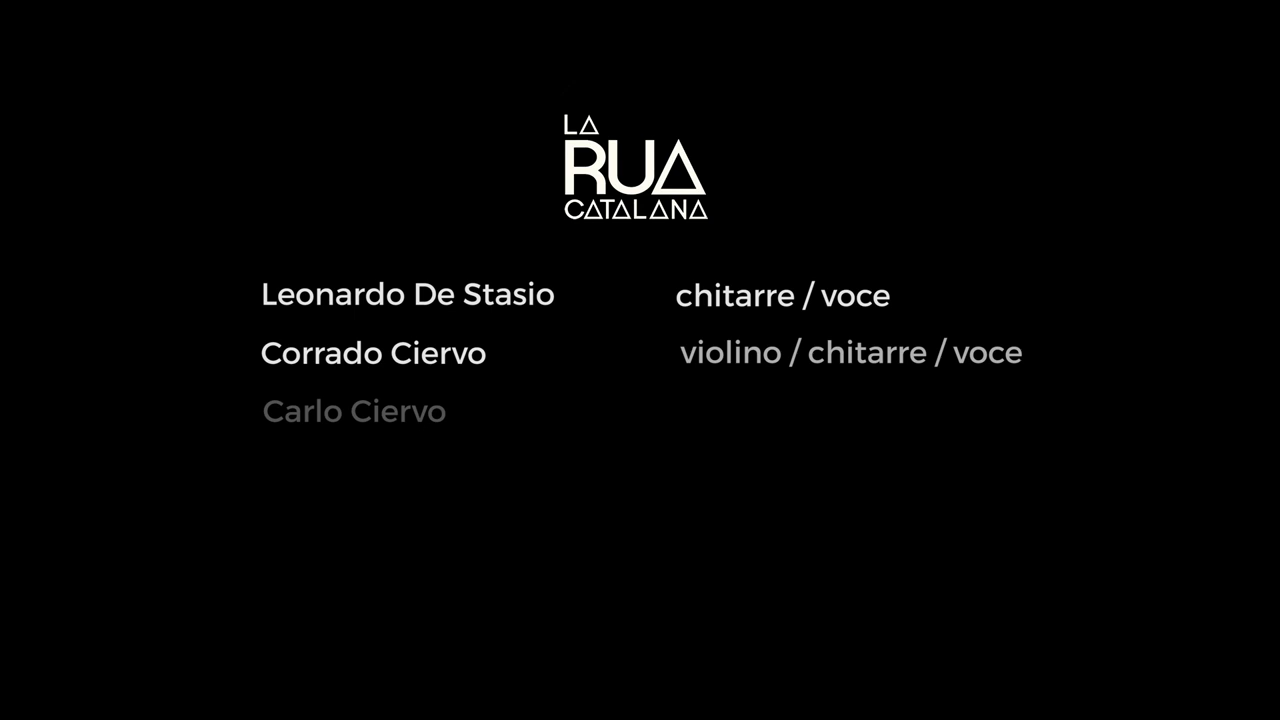 LA
RUA
CATALANA
Leonardo De Stasio chitarre / voce
Corrado Ciervo violino / chitarre / voce
Carlo Ciervo